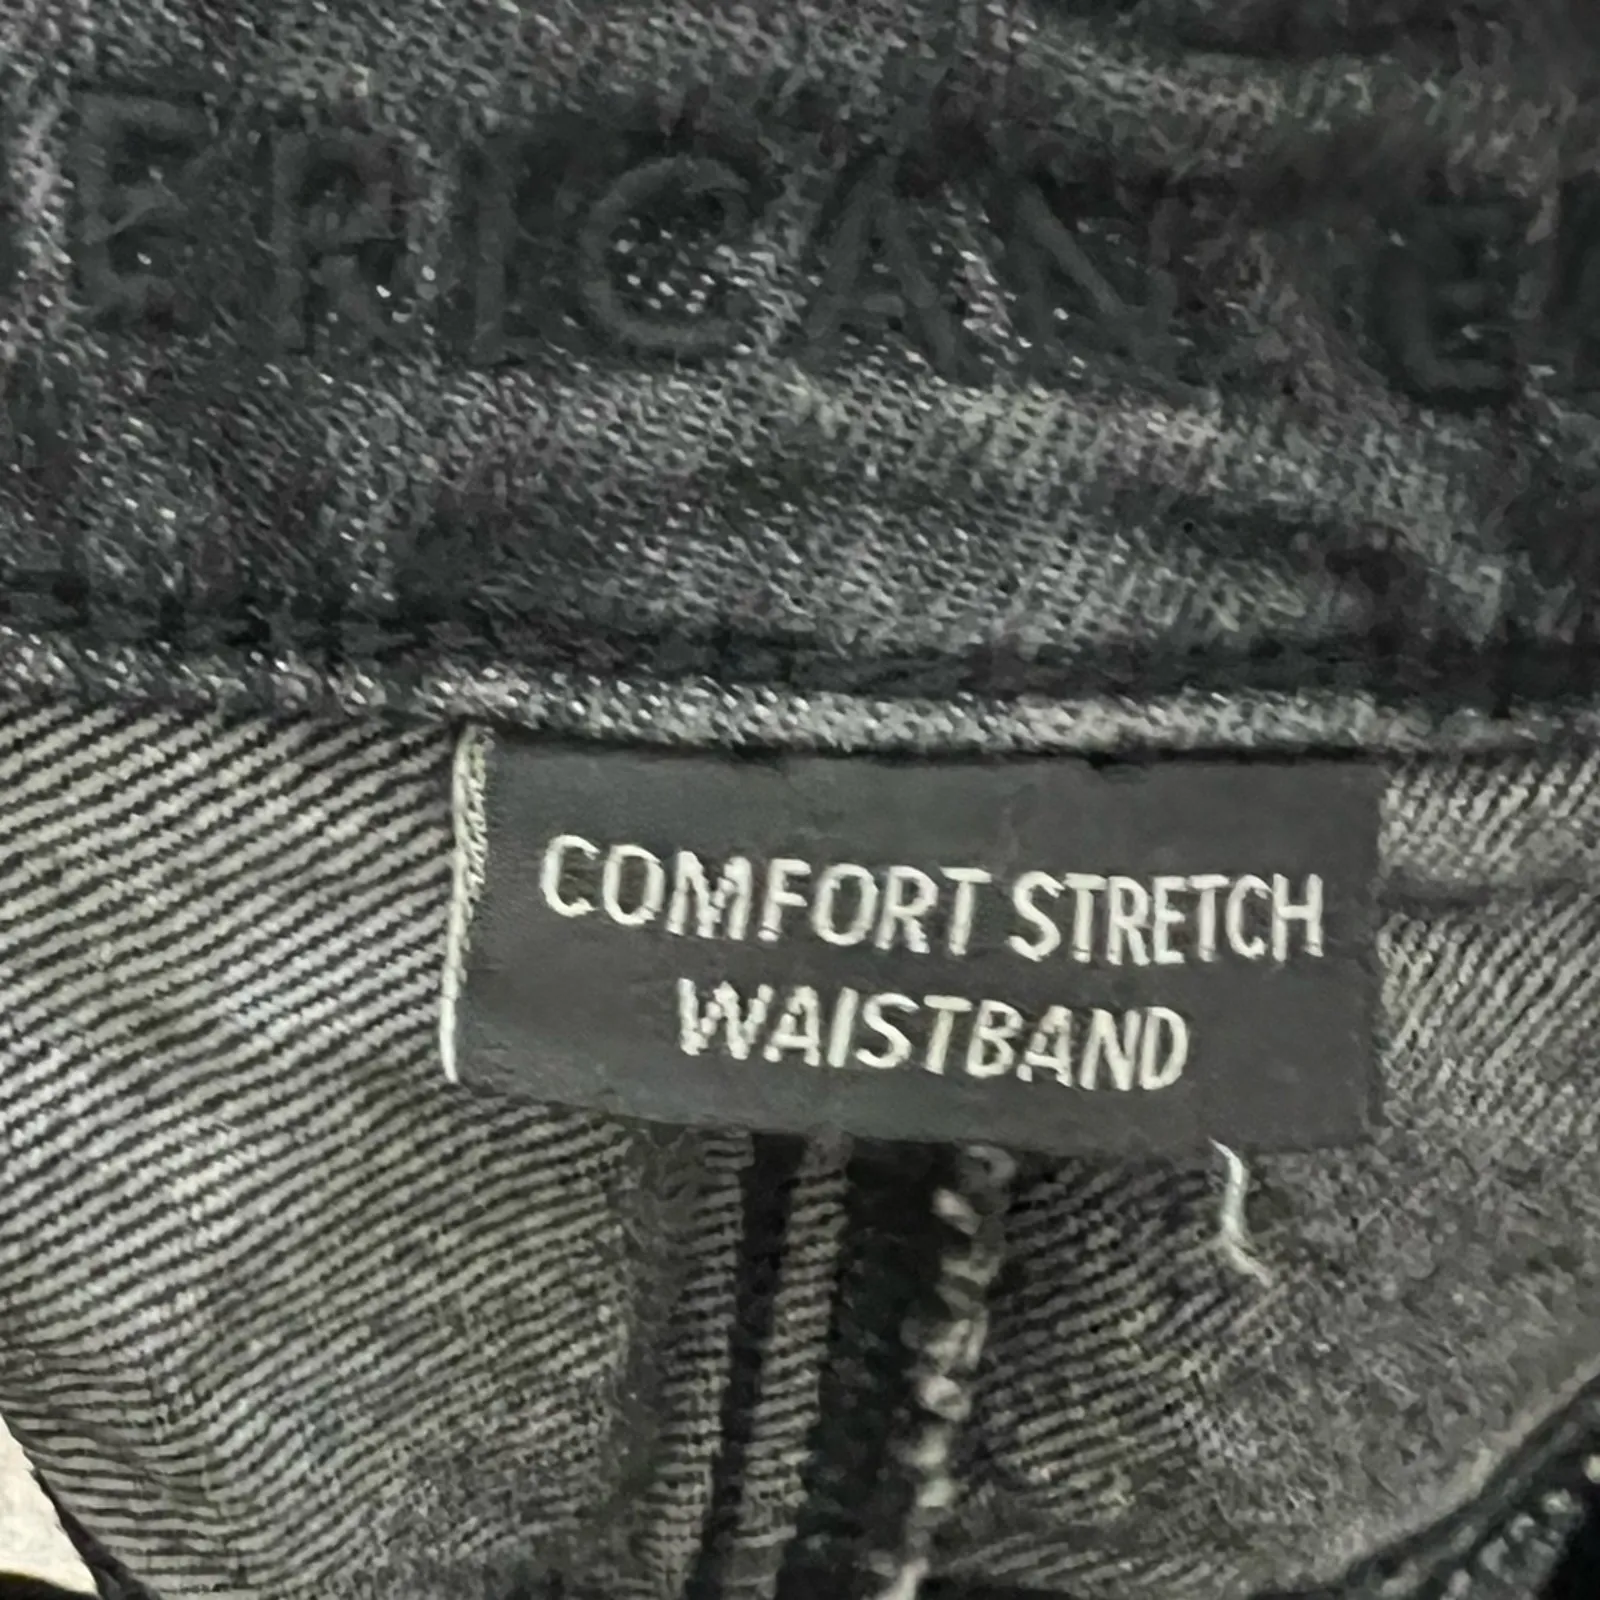 ERICAN E
COMFORT STRETCH
WAISTBAND